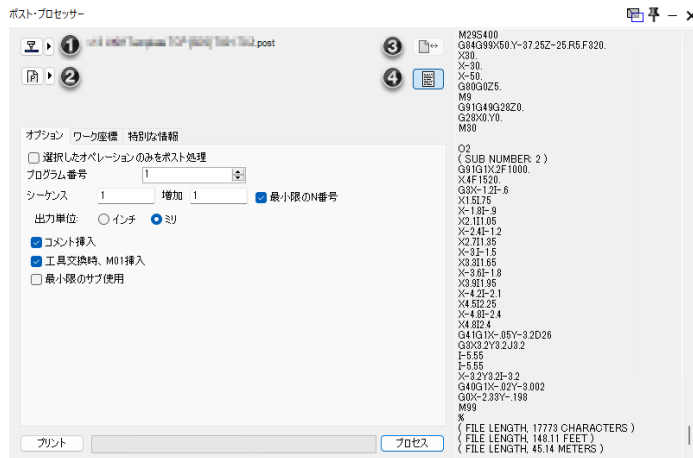 ポスト・プロセッサー
1
.post
3
2
4
オプション ワーク座標 特別な情報
選択したオペレーションのみをポスト処理
プログラム番号 1
シーケンス 1 増加 1 最小限のN番号
出力単位: インチ ミリ
コメント挿入
工具交換時、M01挿入
最小限のサブ使用
プリント プロセス
M29S400
G84G99X50.Y-37.25Z-25.R5.F320.
X30.
X-30.
X-50.
G80G0Z5.
M9
G91G49G28Z0.
G28X0.Y0.
M30
O2
( SUB NUMBER: 2 )
G91G1X.2F1000.
X.4F1520.
G3X-1.2I-.6
X1.5I.75
X-1.8I-.9
X2.1I1.05
X-2.4I-1.2
X2.7I1.35
X-3.I-1.5
X3.3I1.65
X-3.6I-1.8
X3.9I1.95
X-4.2I-2.1
X4.5I2.25
X-4.8I-2.4
X4.8I2.4
G41G1X-.05Y-3.2D26
G3X3.2Y3.2J3.2
I-5.55
I-5.55
X-3.2Y3.2I-3.2
G40G1X-.02Y-3.002
G0X-2.33Y-.198
M99
%
( FILE LENGTH, 17773 CHARACTERS )
( FILE LENGTH, 148.11 FEET )
( FILE LENGTH, 45.14 METERS )